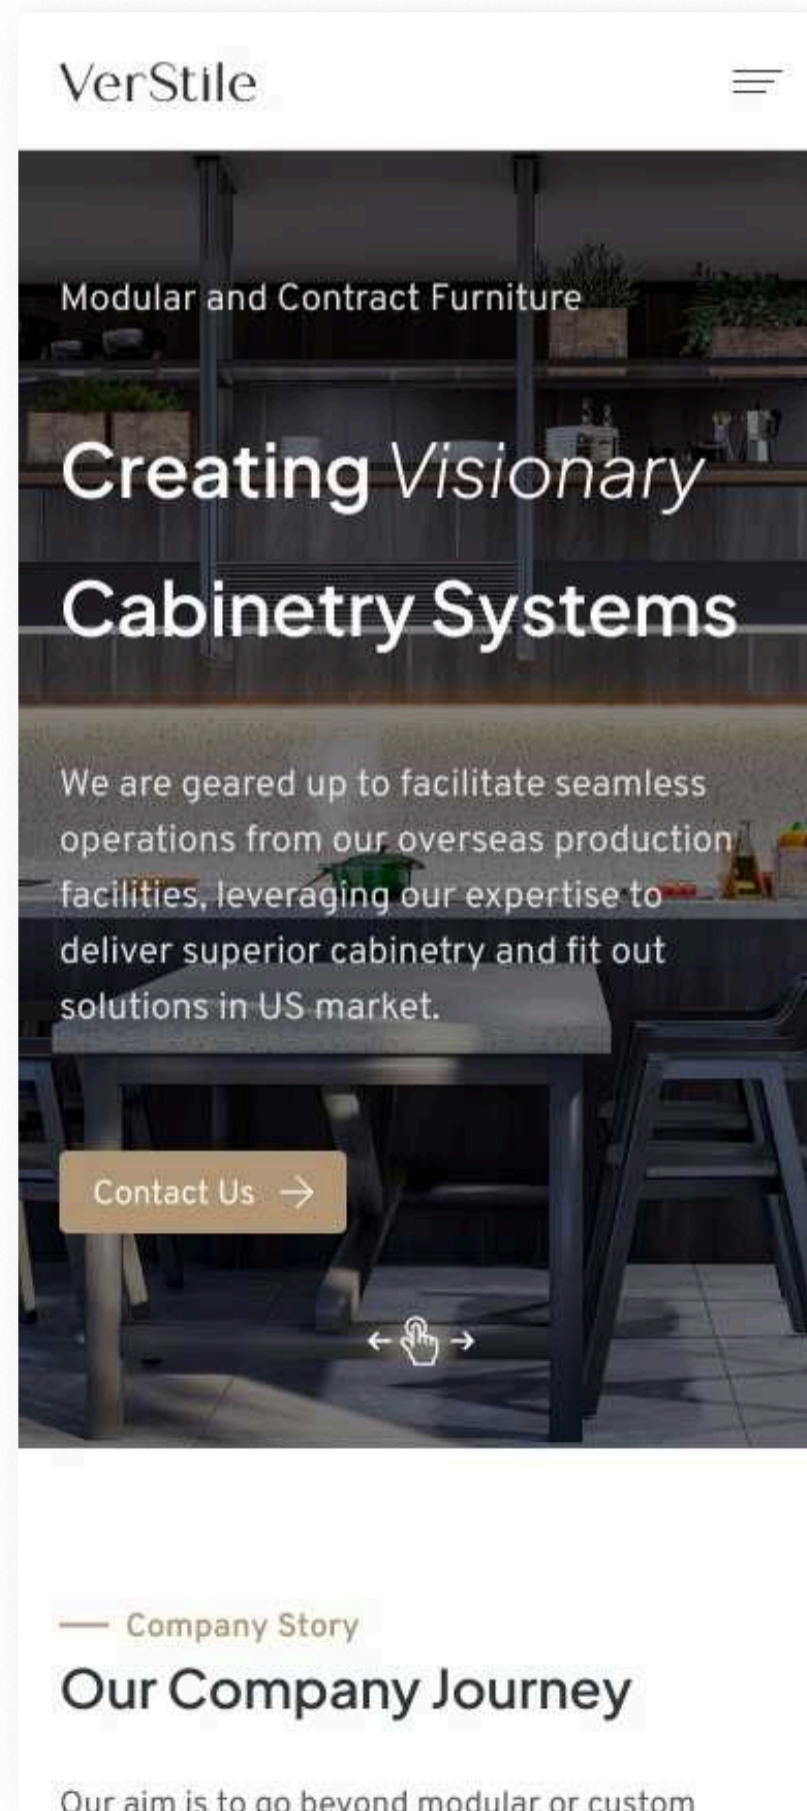 VerStile
Modular and Contract Furniture
Creating Visionary
Cabinetry Systems
We are geared up to facilitate seamless
operations from our overseas production
facilities, leveraging our expertise to
deliver superior cabinetry and fit out
solutions in US market.
Contact Us
Company Story
Our Company Journey
Our aim is to go beyond modular or custom